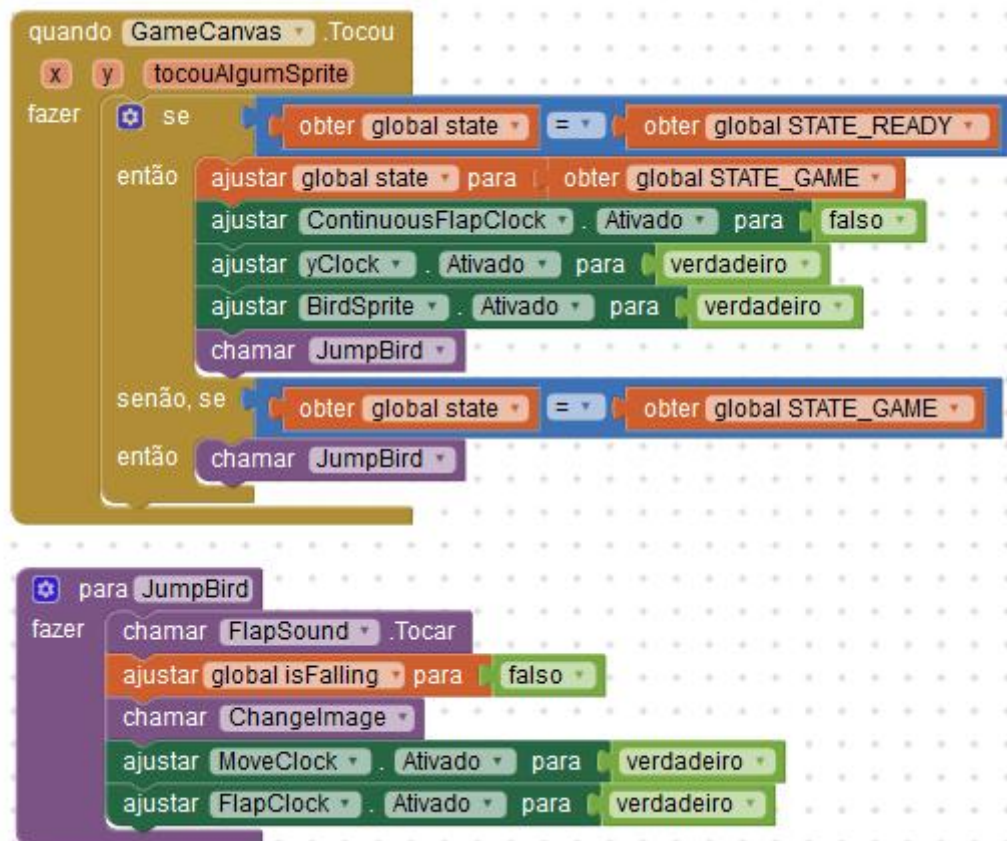 quando GameCanvas .Tocou
x y tocouAlgumSprite
fazer se obter global state = obter global STATE_READY
então ajustar global state para obter global STATE_GAME
ajustar ContinuousFlapClock . Ativado para falso
ajustar yClock . Ativado para verdadeiro
ajustar BirdSprite . Ativado para verdadeiro
chamar JumpBird
senão, se obter global state = obter global STATE_GAME
então chamar JumpBird
para JumpBird
fazer chamar FlapSound .Tocar
ajustar global isFalling para falso
chamar ChangeImage
ajustar MoveClock . Ativado para verdadeiro
ajustar FlapClock . Ativado para verdadeiro